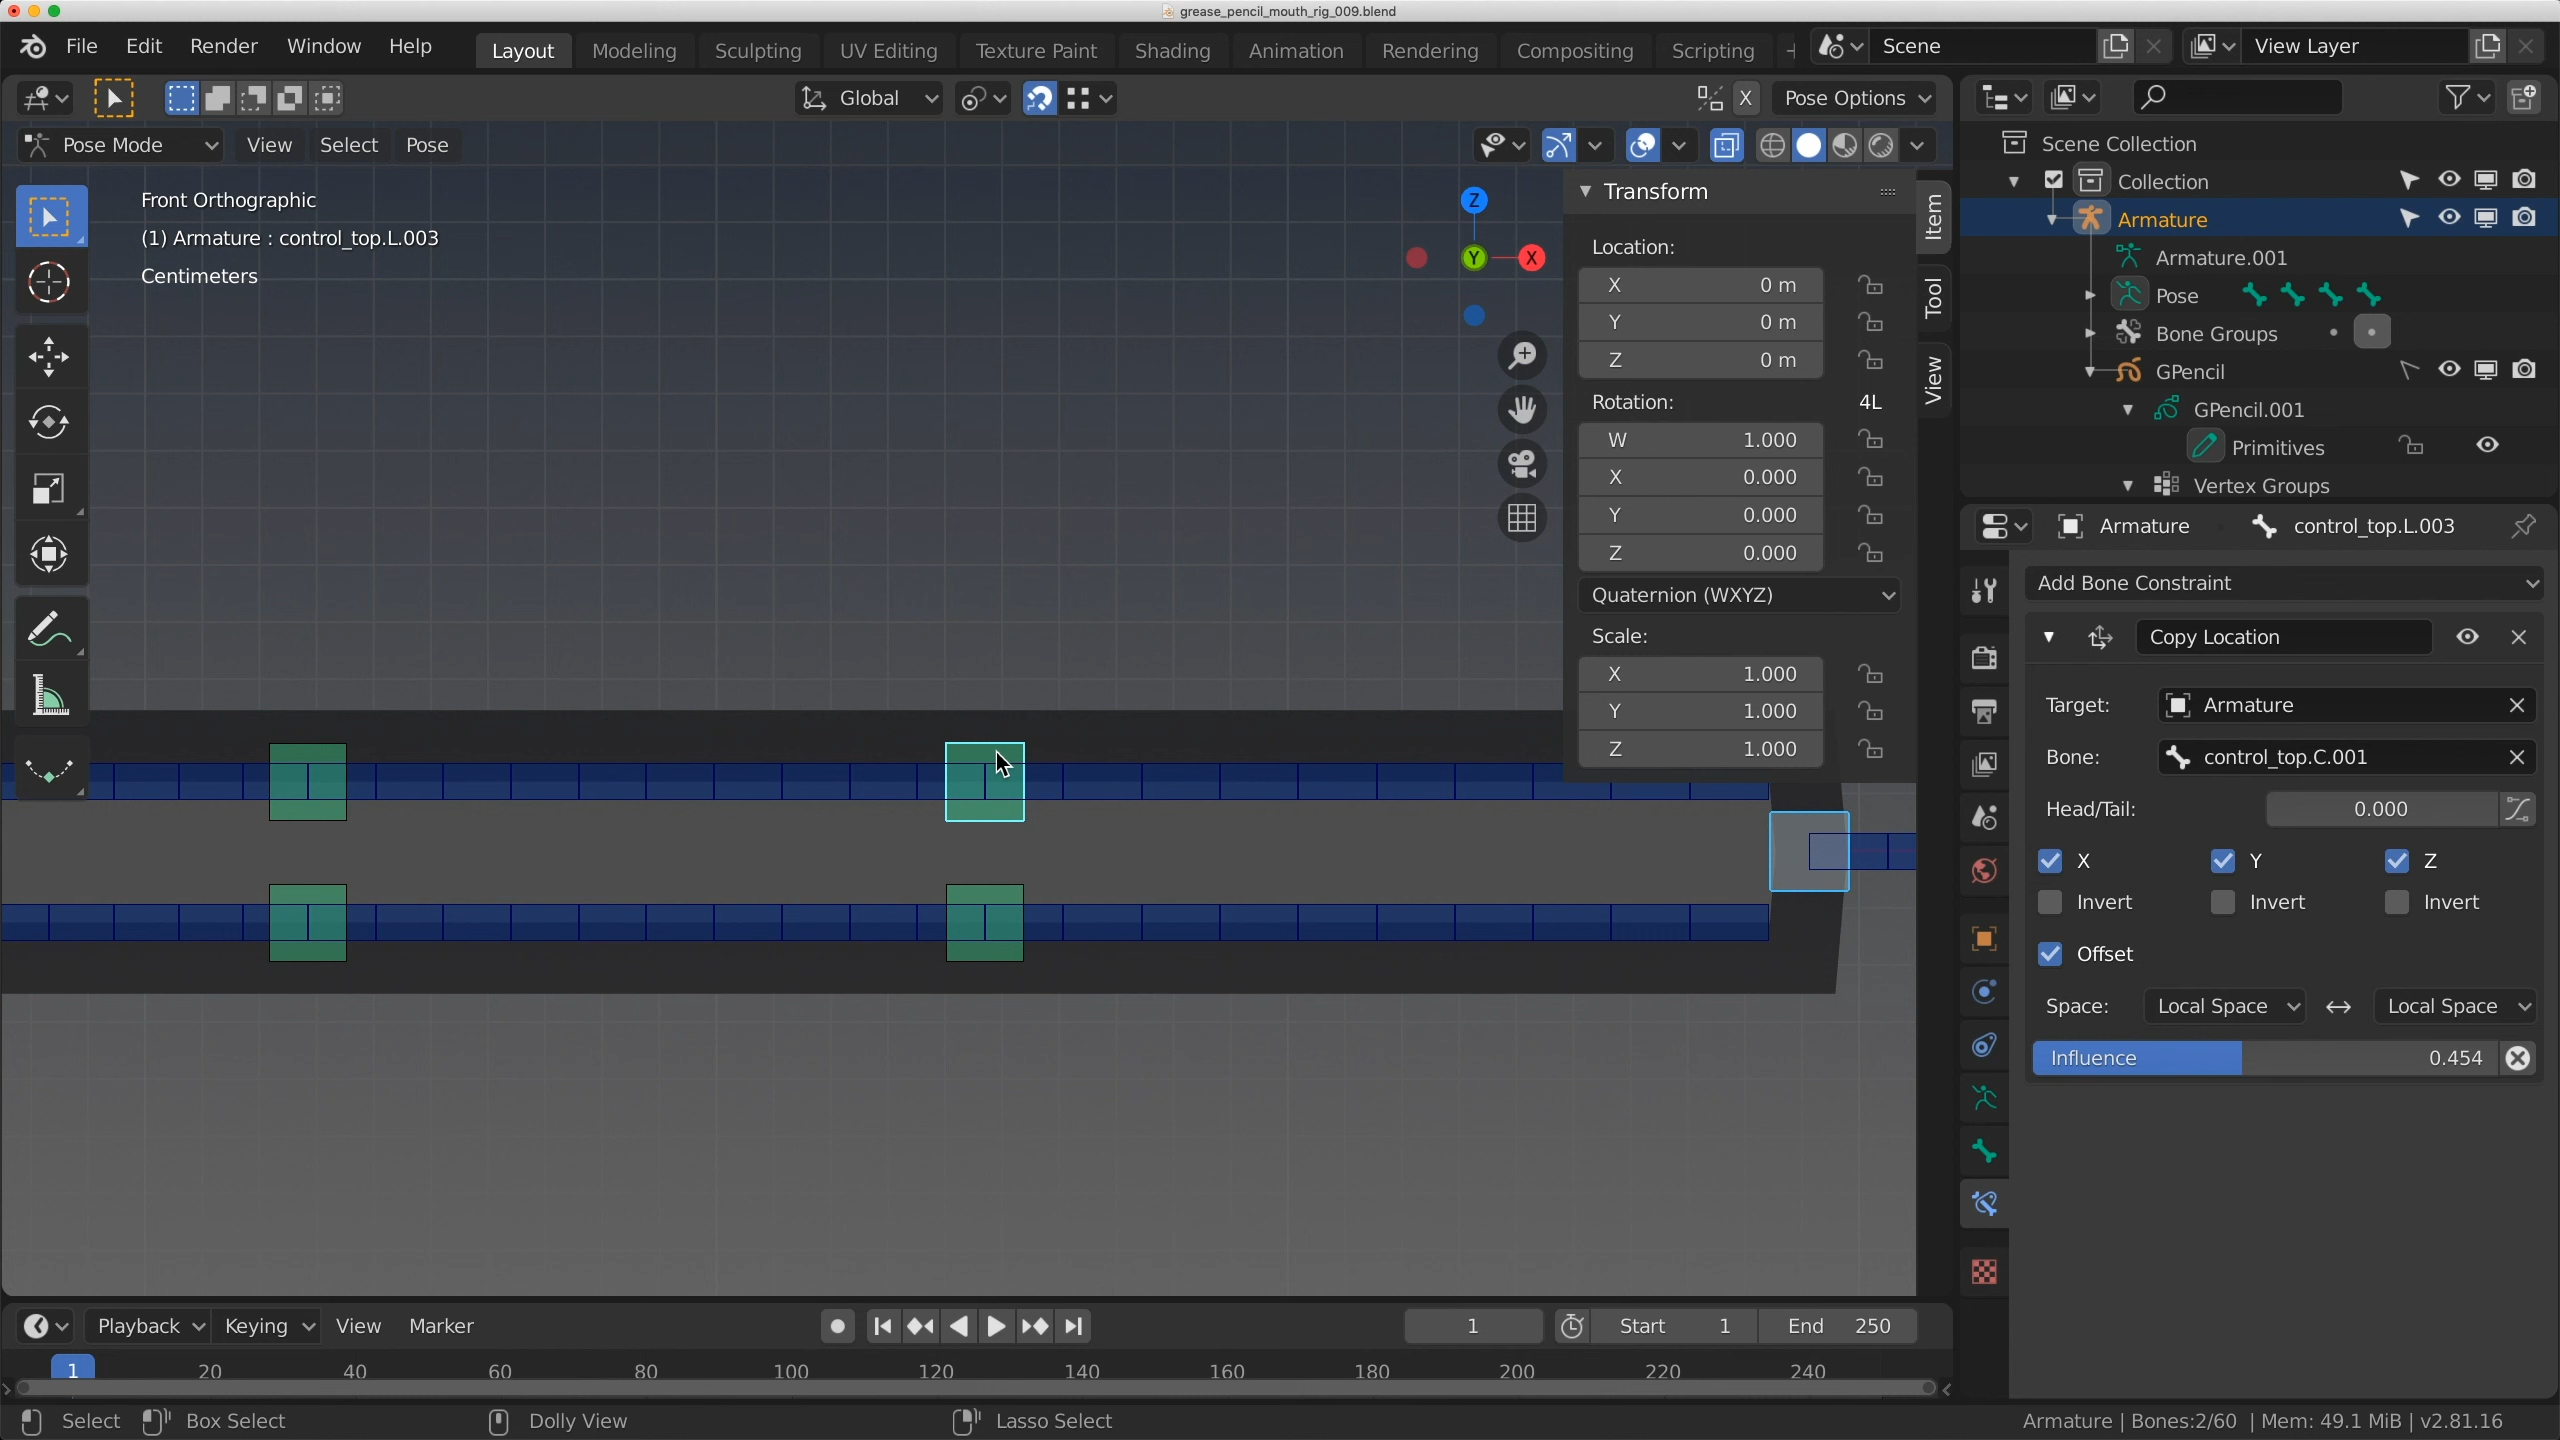 grease_pencil_mouth_rig_009.blend
File Edit Render Window Help Layout Modeling Sculpting UV Editing Texture Paint Shading Animation Rendering Compositing Scripting Scene View Layer
Global X Pose Options
Pose Mode View Select Pose
Front Orthographic
(1) Armature : control_top.L.003
Centimeters
Z
Y
X
Transform
Location:
X 0 m
Y 0 m
Z 0 m
Rotation: 4L
W 1.000
X 0.000
Y 0.000
Z 0.000
Quaternion (WXYZ)
Scale:
X 1.000
Y 1.000
Z 1.000
Item
Tool
View
Scene Collection
Collection
Armature
Armature.001
Pose
Bone Groups
GPencil
GPencil.001
Primitives
Vertex Groups
Armature control_top.L.003
Add Bone Constraint
Copy Location
Target: Armature
Bone: control_top.C.001
Head/Tail: 0.000
X Y Z
Invert Invert Invert
Offset
Space: Local Space Local Space
Influence 0.454
Playback Keying View Marker 1 Start 1 End 250
1 20 40 60 80 100 120 140 160 180 200 220 240
Select Box Select Dolly View Lasso Select Armature | Bones:2/60 | Mem: 49.1 MiB | v2.81.16